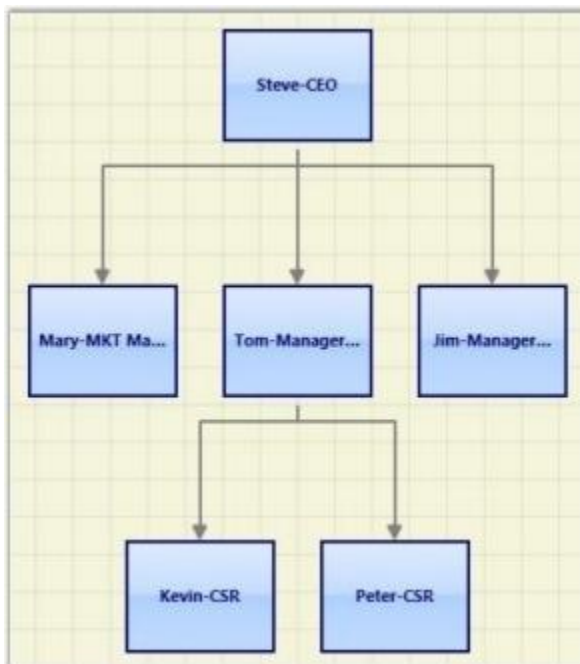 Steve-CEO
Mary-MKT Ma...
Tom-Manager...
Jim-Manager...
Kevin-CSR
Peter-CSR